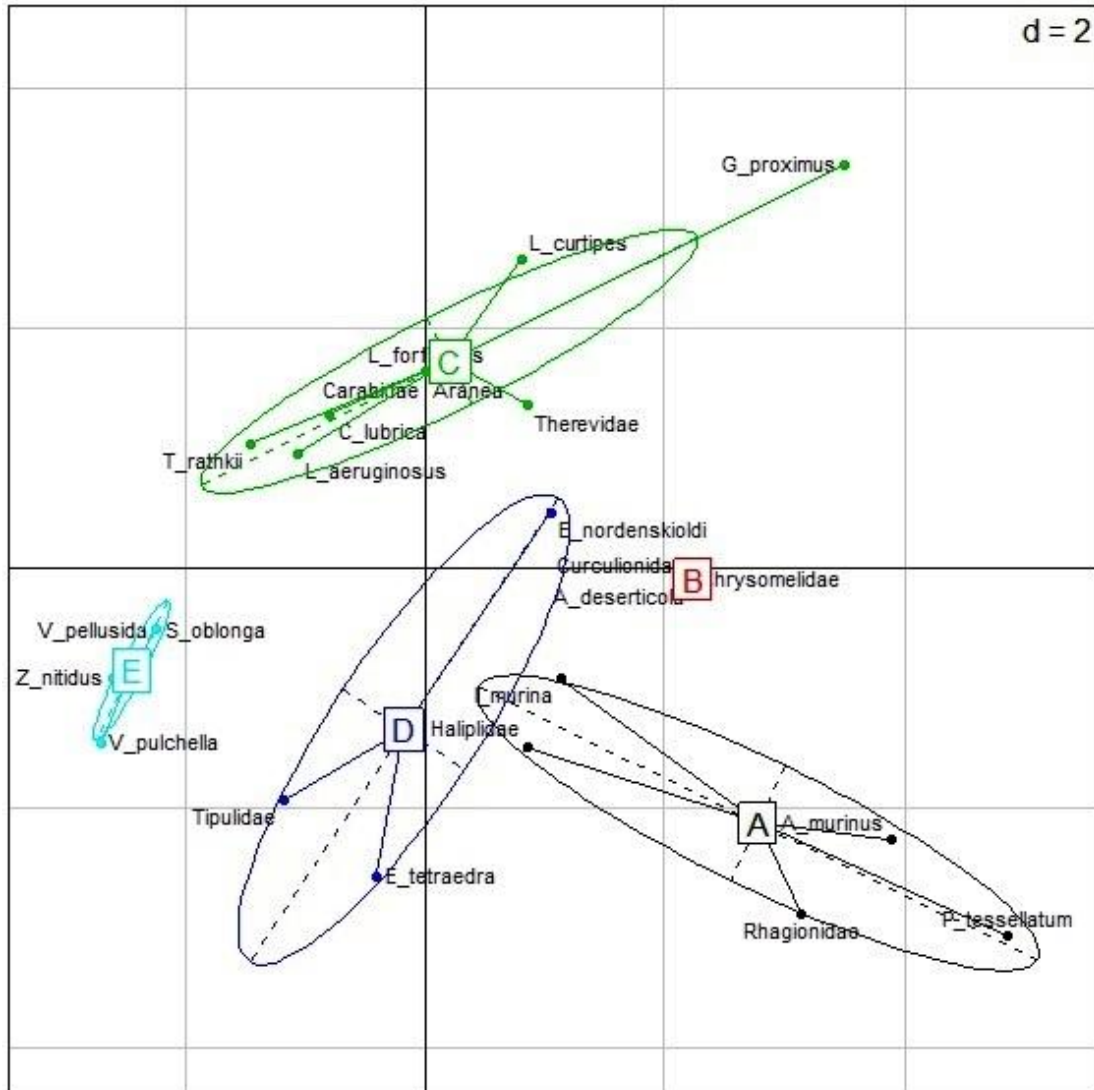 d = 2
G_proximus
L_curtipes
C
Carabidae
Aranea
Therevidae
C_lubrica
T_rathkii
L_aeruginosus
E_nordenskioldi
B
A_deserticola
V_pellusida
S_oblonga
E
Z_nitidus
I_murina
D
Haliplidae
V_pulchella
Tipulidae
A
A_murinus
E_tetraedra
P_tessellatum
Rhagionidae